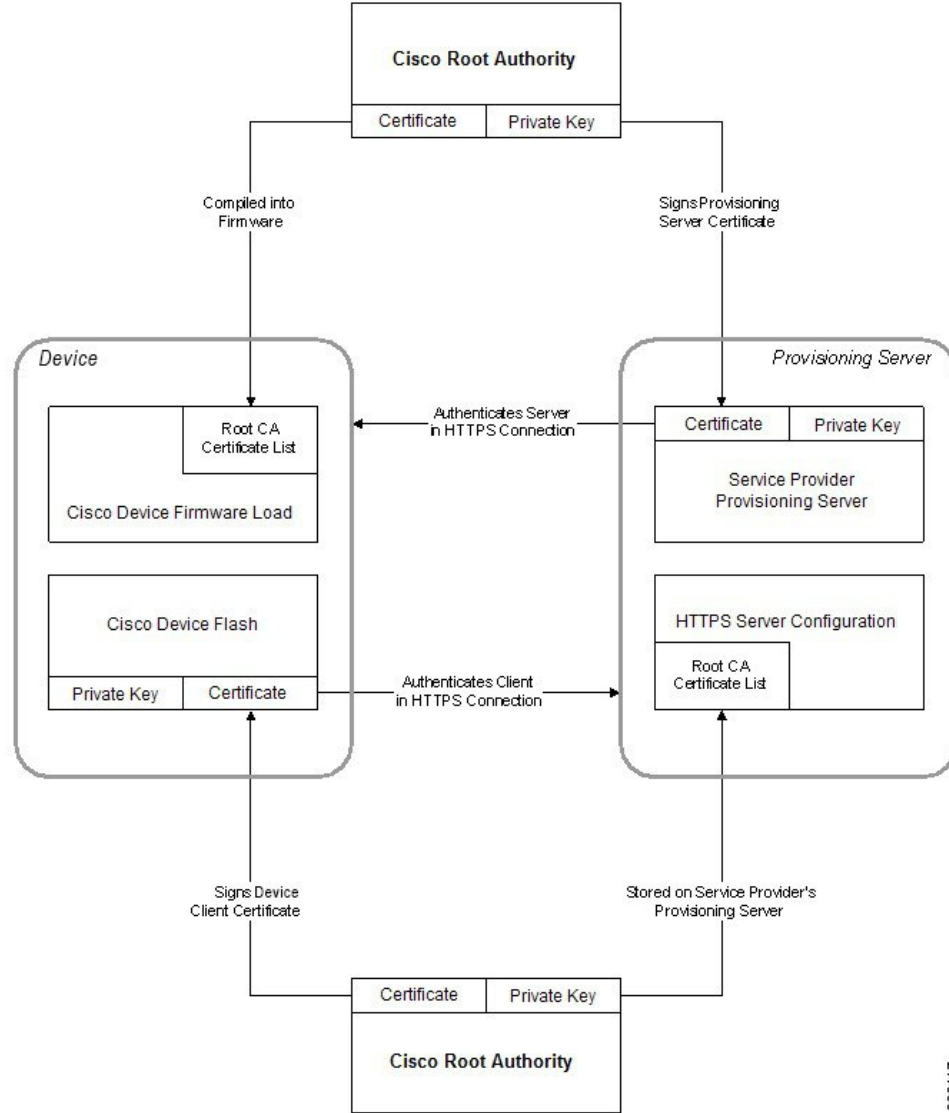 Cisco Root Authority
Certificate
Private Key
Compiled into
Firmware
Signs Provisioning
Server Certificate
Device
Provisioning Server
Root CA
Certificate List
Cisco Device Firmware Load
Authenticates Server
in HTTPS Connection
Certificate
Private Key
Service Provider
Provisioning Server
Cisco Device Flash
Private Key
Certificate
Authenticates Client
in HTTPS Connection
HTTPS Server Configuration
Root CA
Certificate List
Signs Device
Client Certificate
Stored on Service Provider's
Provisioning Server
Certificate
Private Key
Cisco Root Authority